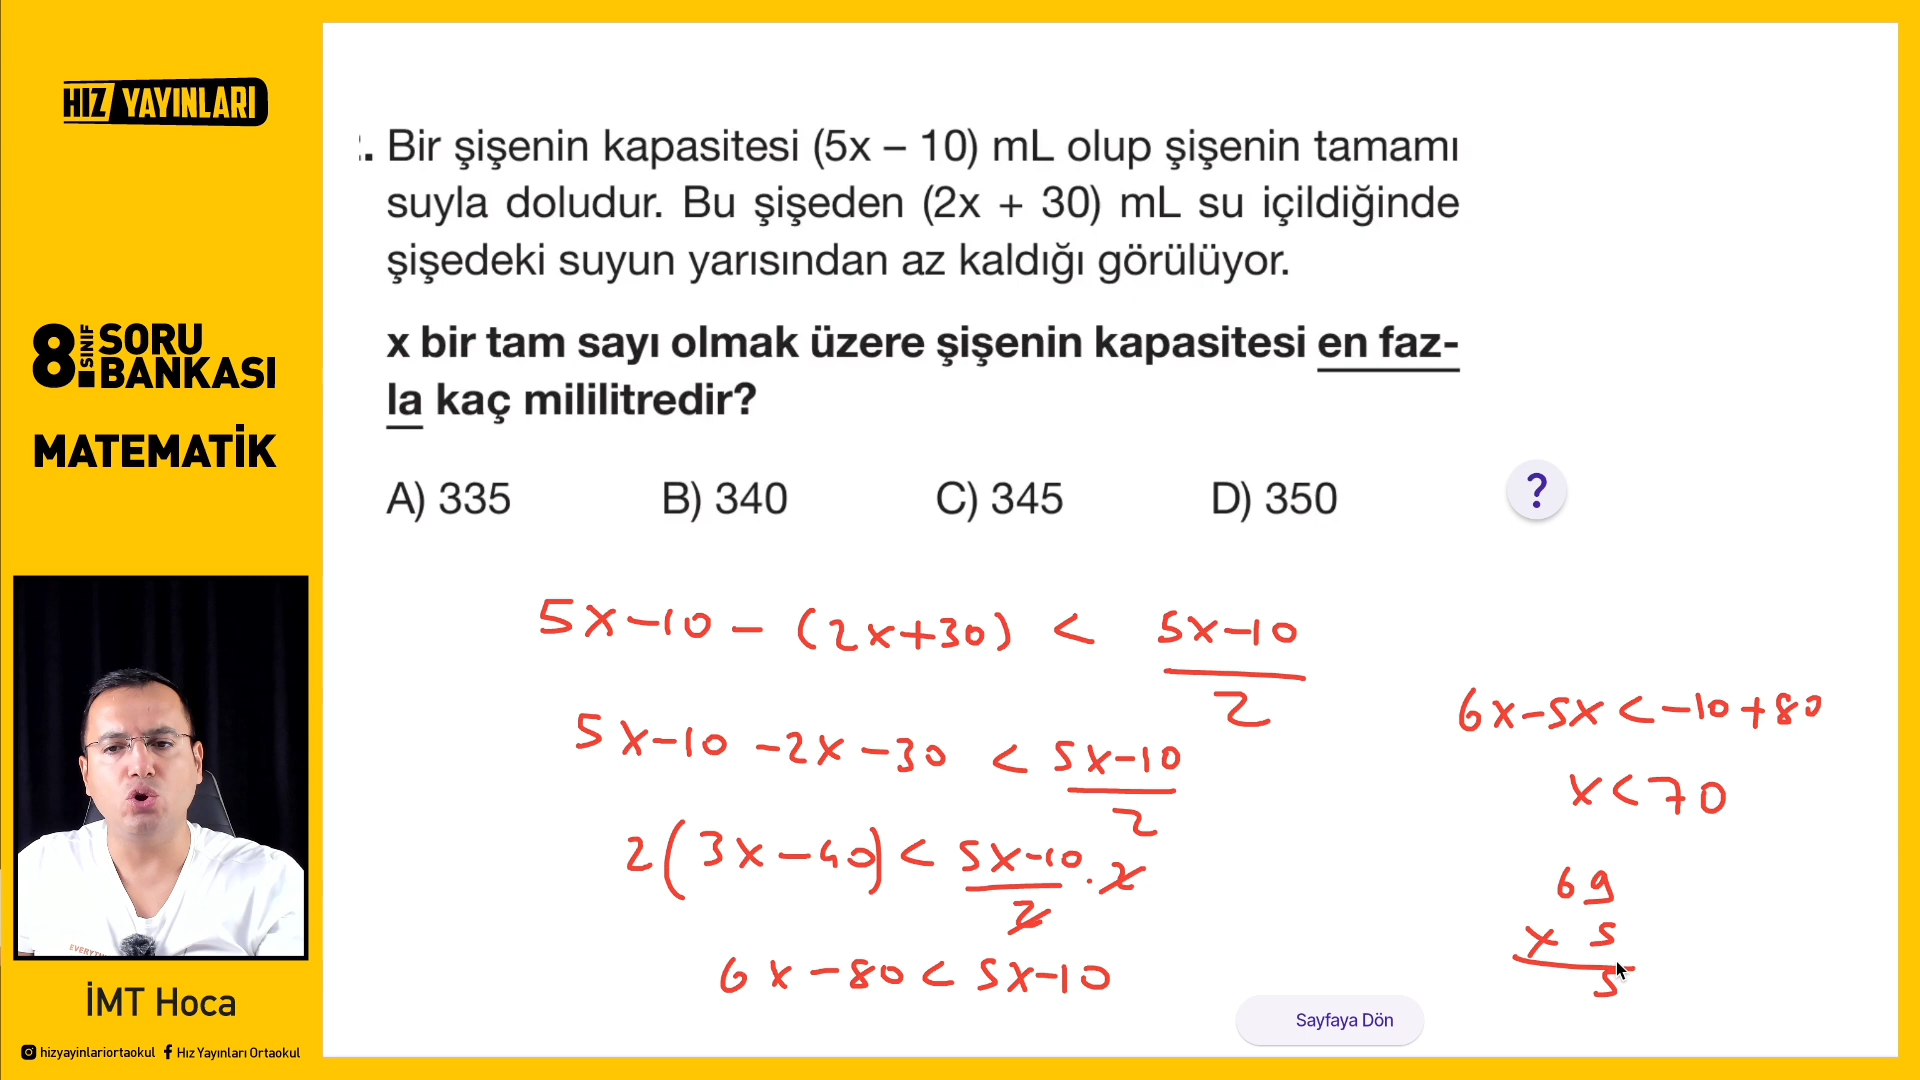 HIZ YAYINLARI
8. SINIF SORU BANKASI
MATEMATİK
. Bir şişenin kapasitesi (5x – 10) mL olup şişenin tamamı
suyla doludur. Bu şişeden (2x + 30) mL su içildiğinde
şişedeki suyun yarısından az kaldığı görülüyor.
x bir tam sayı olmak üzere şişenin kapasitesi en faz-
la kaç mililitredir?
A) 335 B) 340 C) 345 D) 350
?
5x-10 - (2x+30) < 5x-10
2
5x-10 -2x-30 < 5x-10
2
2(3x-40) < 5x-10 . 2
2
6x-80 < 5x-10
6x-5x < -10+80
x < 70
69
x 5
5
Sayfaya Dön
İMT Hoca
hizyayinlariortaokul Hız Yayınları Ortaokul